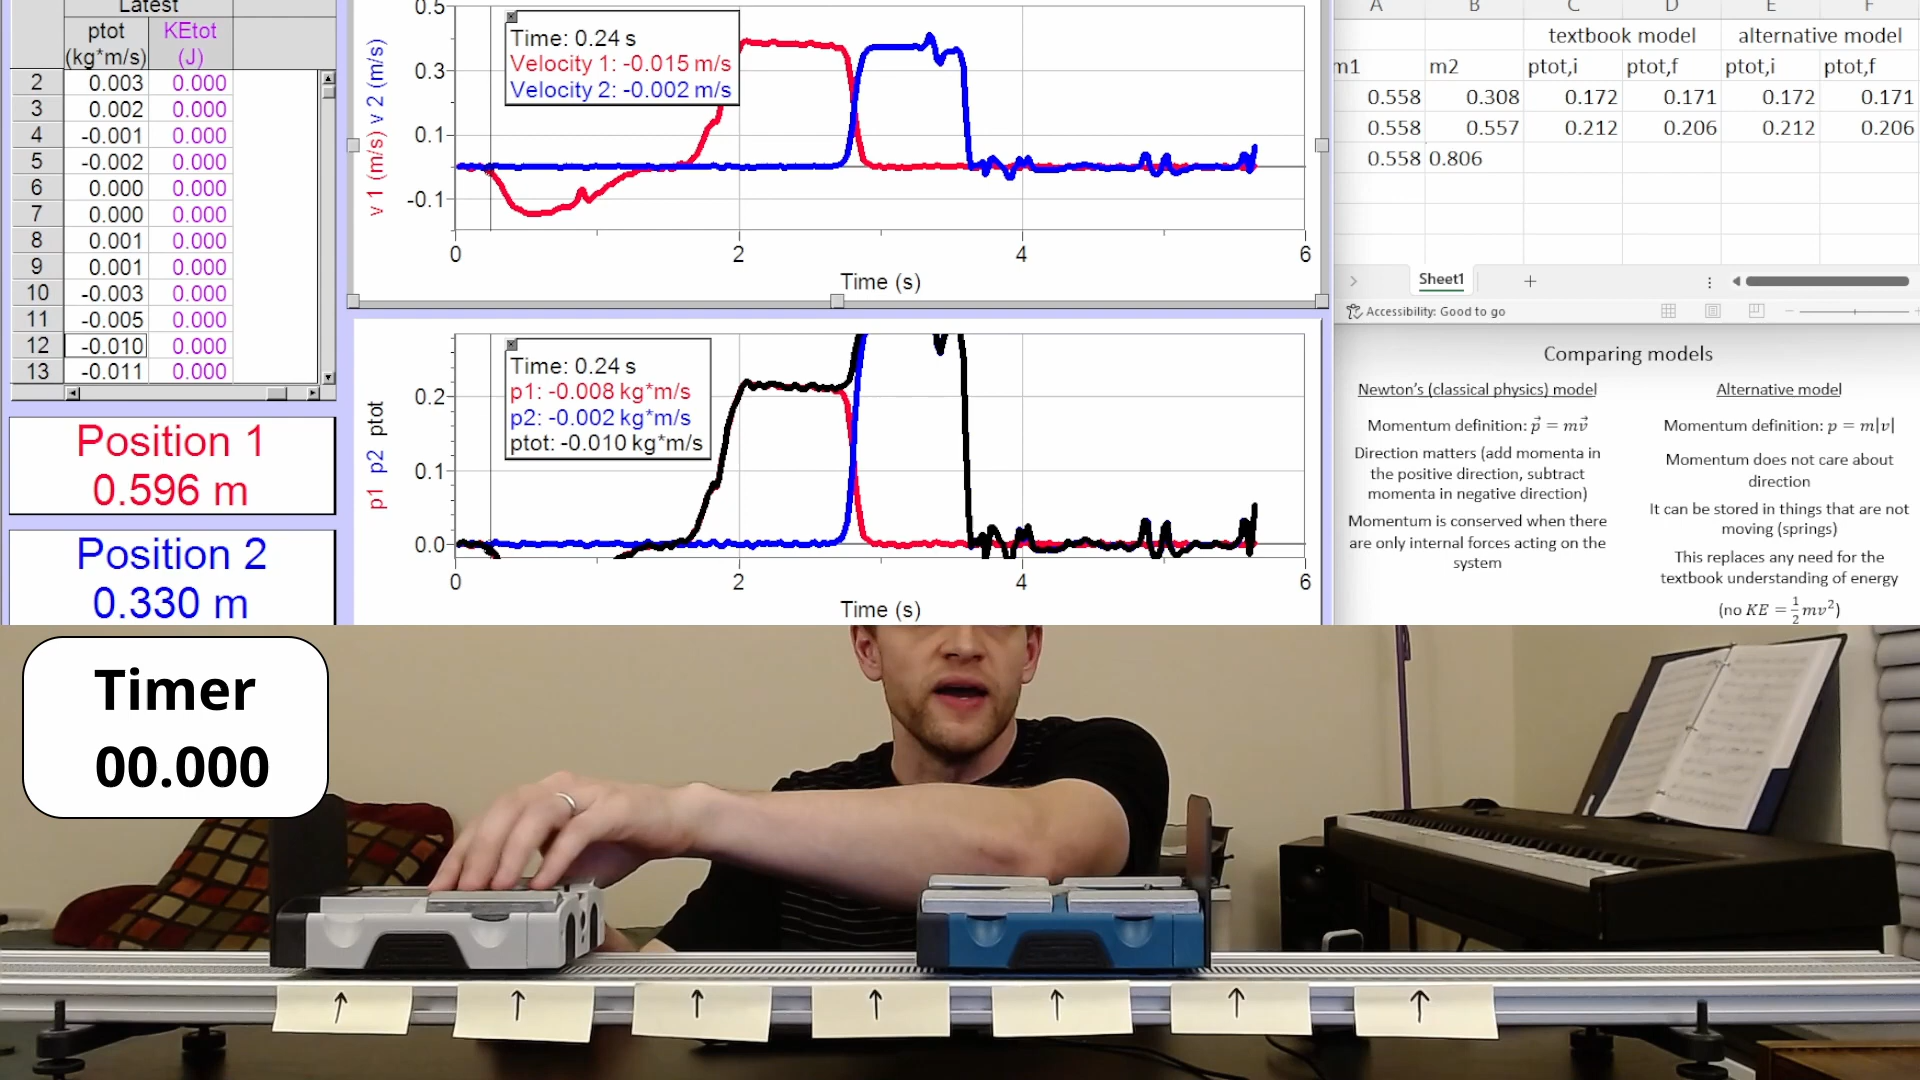 Latest
ptot KEtot
(kg*m/s) (J)
2 0.003 0.000
3 0.002 0.000
4 -0.001 0.000
5 -0.002 0.000
6 0.000 0.000
7 0.000 0.000
8 0.001 0.000
9 0.001 0.000
10 -0.003 0.000
11 -0.005 0.000
12 -0.010 0.000
13 -0.011 0.000
Position 1
0.596 m
Position 2
0.330 m
v 1 (m/s) v 2 (m/s)
0.5
0.3
0.1
-0.1
Time: 0.24 s
Velocity 1: -0.015 m/s
Velocity 2: -0.002 m/s
0 2 4 6
Time (s)
p1 p2 ptot
0.2
0.1
0.0
Time: 0.24 s
p1: -0.008 kg*m/s
p2: -0.002 kg*m/s
ptot: -0.010 kg*m/s
0 2 4 6
Time (s)
A B C D E F
textbook model alternative model
m1 m2 ptot,i ptot,f ptot,i ptot,f
0.558 0.308 0.172 0.171 0.172 0.171
0.558 0.557 0.212 0.206 0.212 0.206
0.558 0.806
Sheet1
Accessibility: Good to go
Comparing models
Newton's (classical physics) model
Momentum definition: p⃗ = mv⃗
Direction matters (add momenta in
the positive direction, subtract
momenta in negative direction)
Momentum is conserved when there
are only internal forces acting on the
system
Alternative model
Momentum definition: p = m|v|
Momentum does not care about
direction
It can be stored in things that are not
moving (springs)
This replaces any need for the
textbook understanding of energy
(no KE = 1/2 mv²)
Timer
00.000